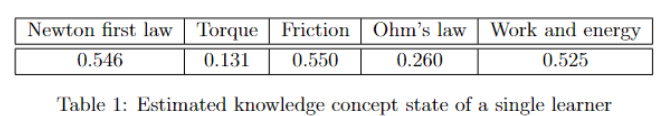 Newton first law Torque Friction Ohm's law Work and energy
0.546 0.131 0.550 0.260 0.525
Table 1: Estimated knowledge concept state of a single learner